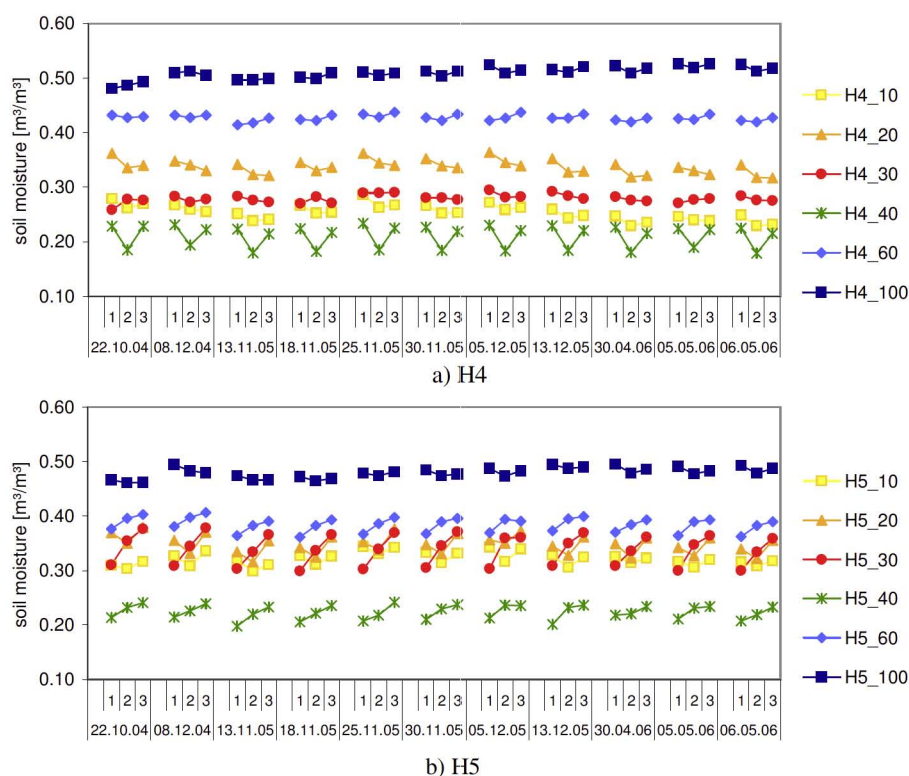 0.60
0.50
0.40
0.30
0.20
0.10
soil moisture [m³/m³]
1 2 3 1 2 3 1 2 3 1 2 3 1 2 3 1 2 3 1 2 3 1 2 3 1 2 3 1 2 3 1 2 3
22.10.04 08.12.04 13.11.05 18.11.05 25.11.05 30.11.05 05.12.05 13.12.05 30.04.06 05.05.06 06.05.06
H4_10
H4_20
H4_30
H4_40
H4_60
H4_100
a) H4
0.60
0.50
0.40
0.30
0.20
0.10
soil moisture [m³/m³]
1 2 3 1 2 3 1 2 3 1 2 3 1 2 3 1 2 3 1 2 3 1 2 3 1 2 3 1 2 3 1 2 3
22.10.04 08.12.04 13.11.05 18.11.05 25.11.05 30.11.05 05.12.05 13.12.05 30.04.06 05.05.06 06.05.06
H5_10
H5_20
H5_30
H5_40
H5_60
H5_100
b) H5